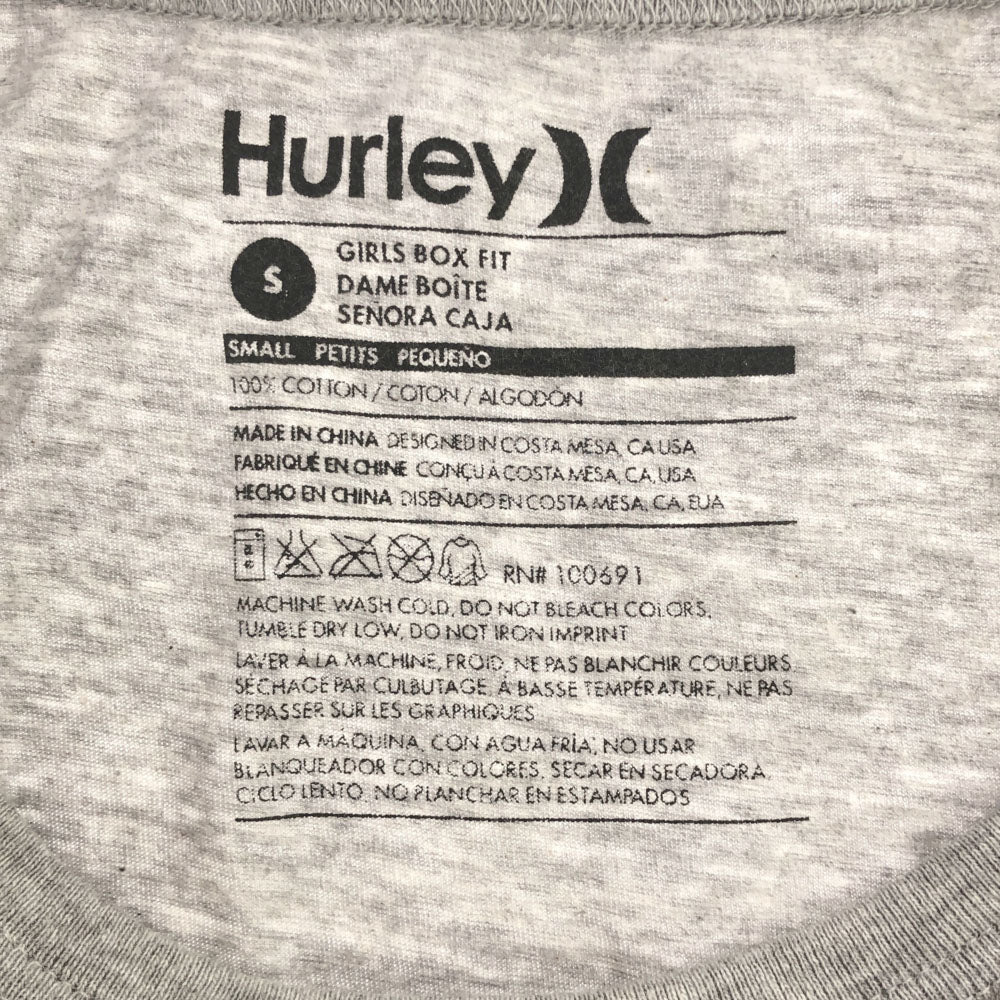 Hurley
S
GIRLS BOX FIT
DAME BOÎTE
SEÑORA CAJA
SMALL PETITS PEQUEÑO
100% COTTON / COTON / ALGODÓN
MADE IN CHINA DESIGNED IN COSTA MESA, CA USA
FABRIQUÉ EN CHINE CONÇU À COSTA MESA, CA, USA
HECHO EN CHINA DISEÑADO EN COSTA MESA, CA, EUA
RN# 100691
MACHINE WASH COLD, DO NOT BLEACH COLORS,
TUMBLE DRY LOW, DO NOT IRON IMPRINT
LAVER À LA MACHINE, FROID, NE PAS BLANCHIR COULEURS
SÉCHAGE PAR CULBUTAGE, À BASSE TEMPÉRATURE, NE PAS
REPASSER SUR LES GRAPHIQUES
LAVAR A MÁQUINA, CON AGUA FRÍA, NO USAR
BLANQUEADOR CON COLORES, SECAR EN SECADORA,
CICLO LENTO, NO PLANCHAR EN ESTAMPADOS